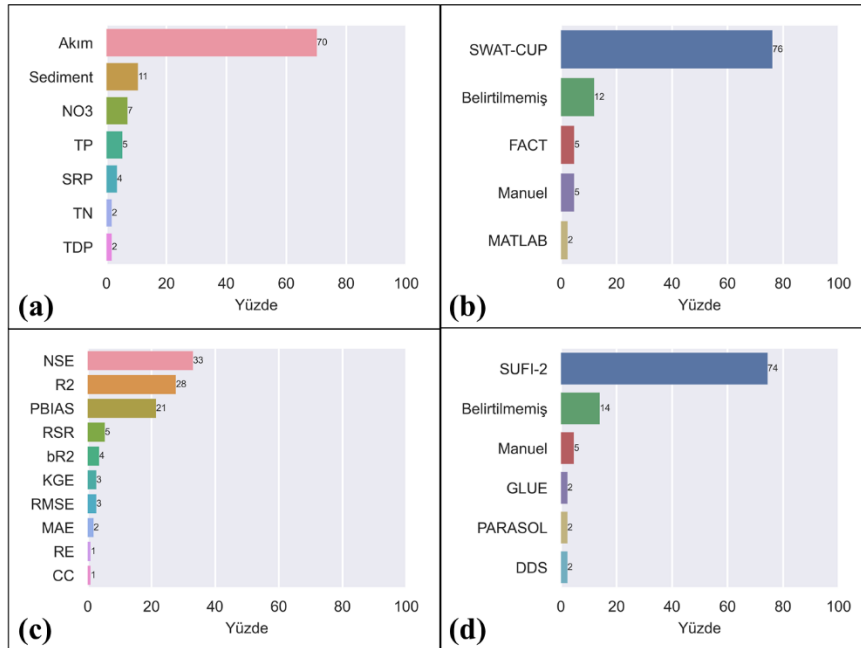 Akım
70
Sediment
11
NO3
7
TP
5
SRP
4
TN
2
TDP
2
0 20 40 60 80 100
Yüzde
(a)
SWAT-CUP
76
Belirtilmemiş
12
FACT
5
Manuel
5
MATLAB
2
0 20 40 60 80 100
Yüzde
(b)
NSE
33
R2
28
PBIAS
21
RSR
5
bR2
4
KGE
3
RMSE
3
MAE
2
RE
1
CC
1
0 20 40 60 80 100
Yüzde
(c)
SUFI-2
74
Belirtilmemiş
14
Manuel
5
GLUE
2
PARASOL
2
DDS
2
0 20 40 60 80 100
Yüzde
(d)